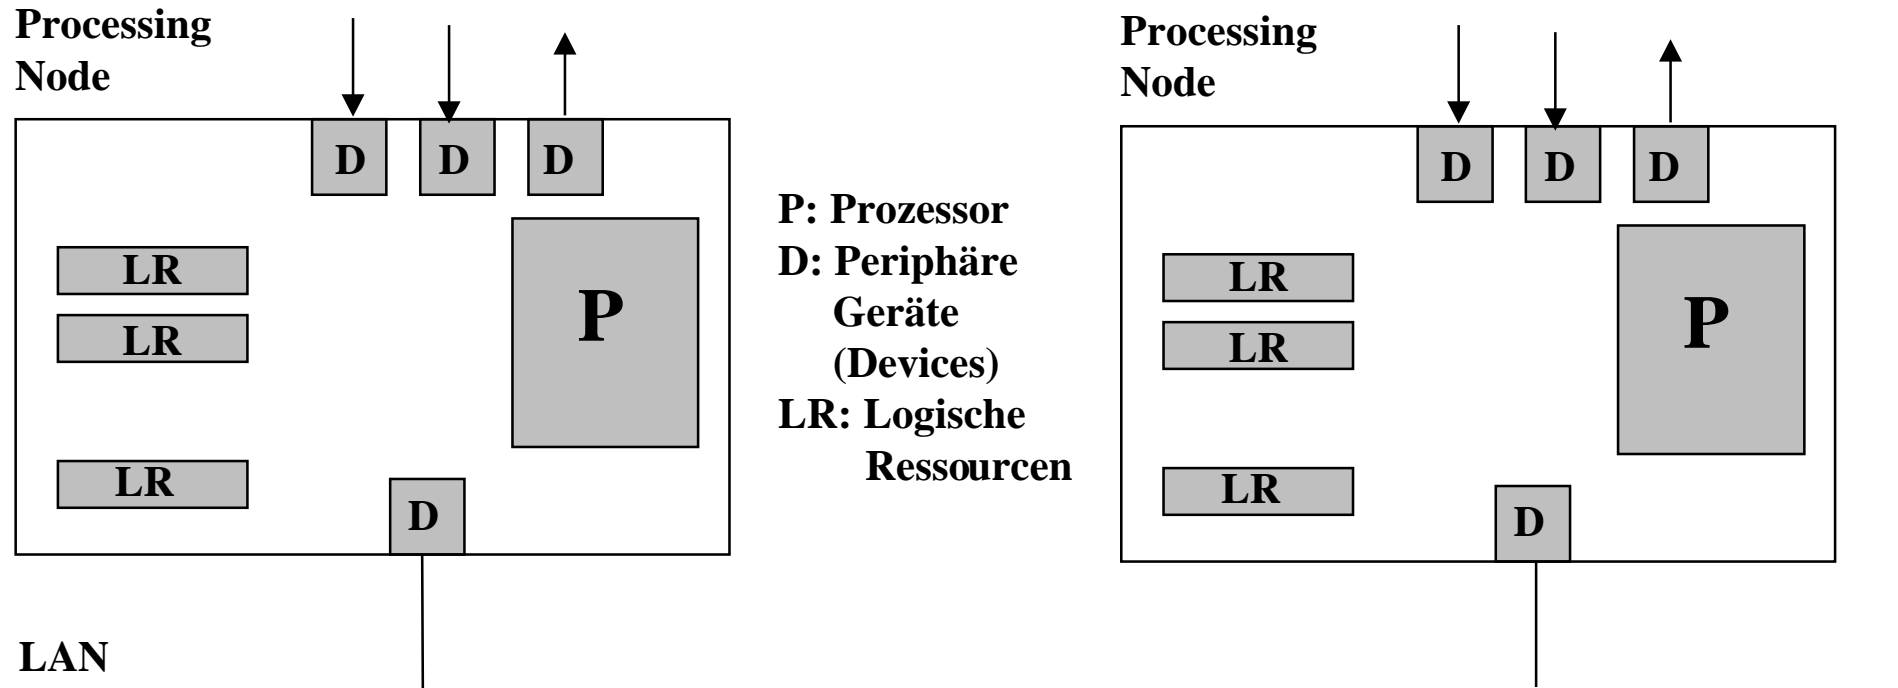 Processing
Node
D
D
D
LR
LR
LR
P
D
LAN
P: Prozessor
D: Periphäre
Geräte
(Devices)
LR: Logische
Ressourcen
Processing
Node
D
D
D
LR
LR
LR
P
D